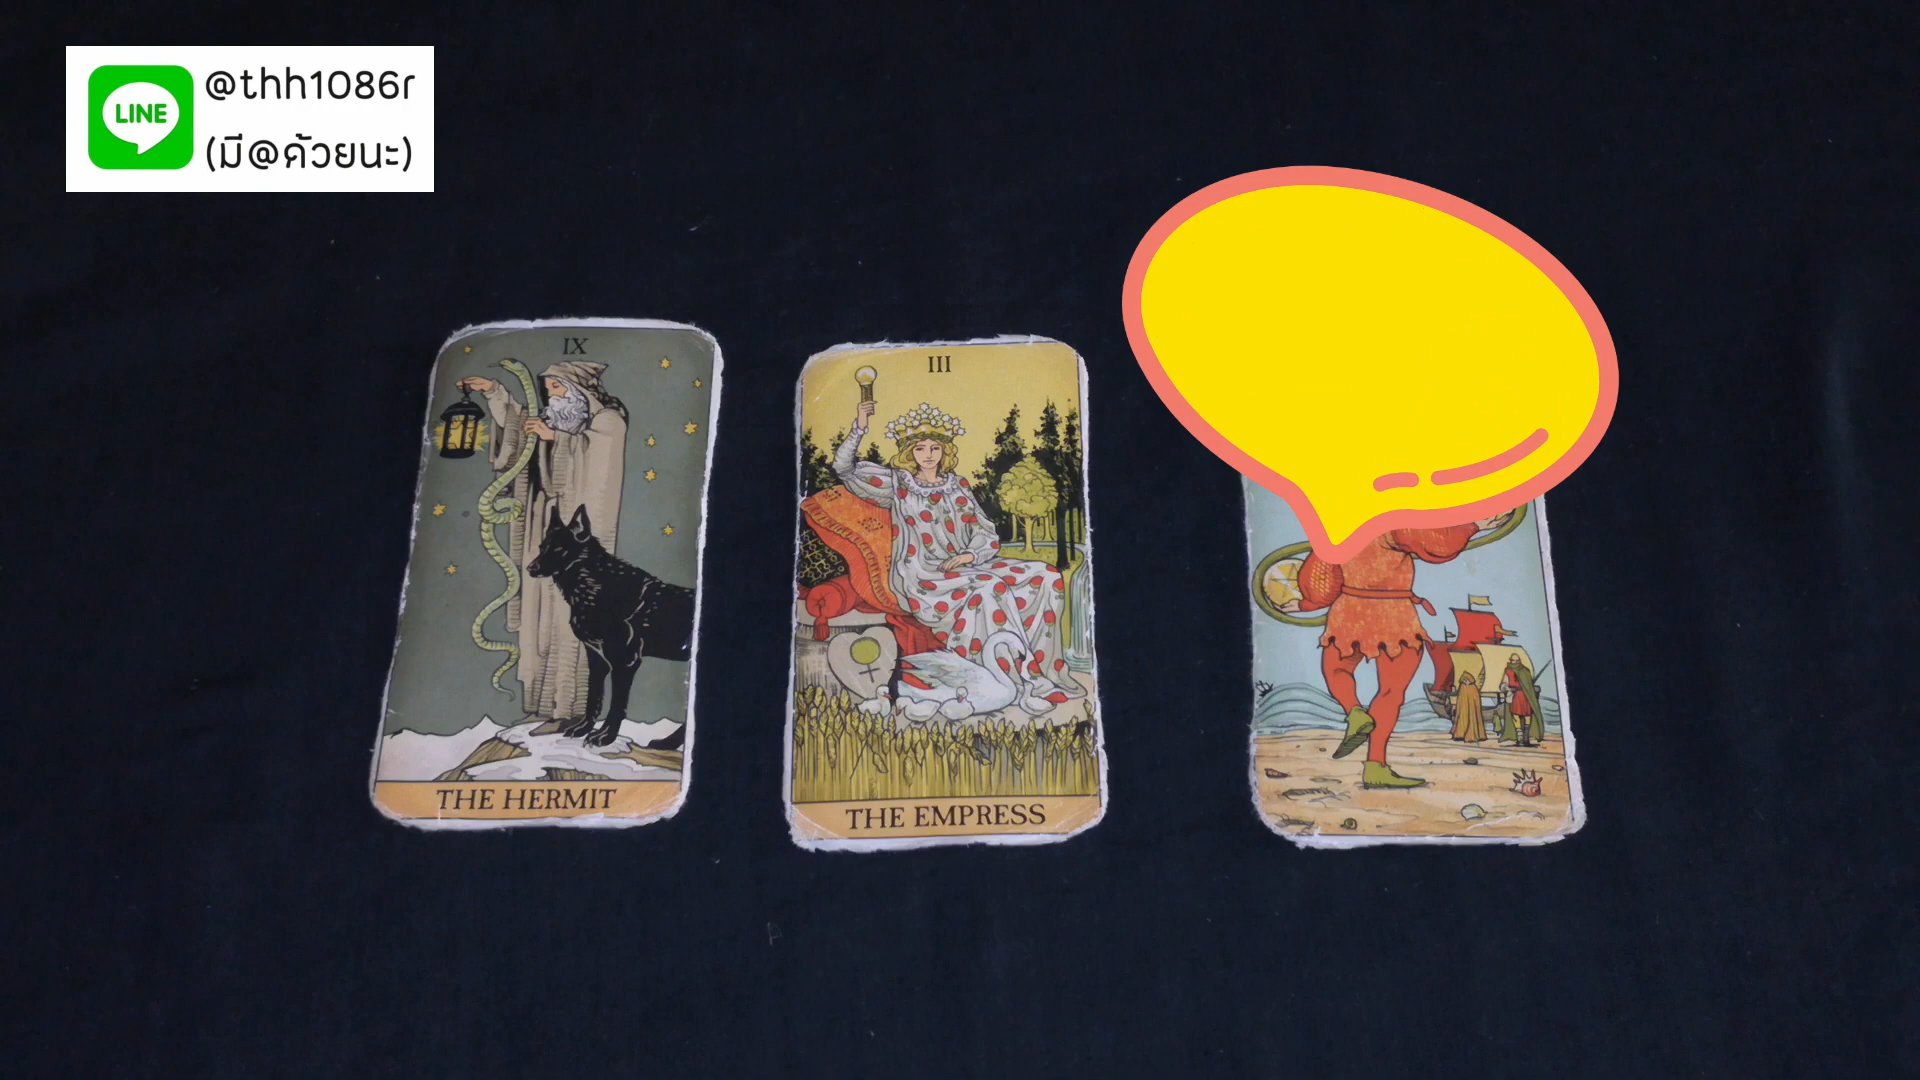 LINE
@thh1086r
(มี@ด้วยนะ)
IX
III
THE HERMIT
THE EMPRESS